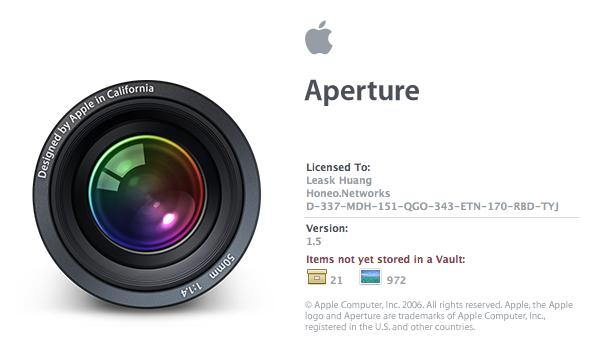 Designed by Apple in California
50mm 1:1.4
Aperture
Licensed To:
Leask Huang
Honeo.Networks
D-337-MDH-151-QGO-343-ETN-170-RBD-TYJ
Version:
1.5
Items not yet stored in a Vault:
21 972
© Apple Computer, Inc. 2006. All rights reserved. Apple, the Apple
logo and Aperture are trademarks of Apple Computer, Inc.,
registered in the U.S. and other countries.